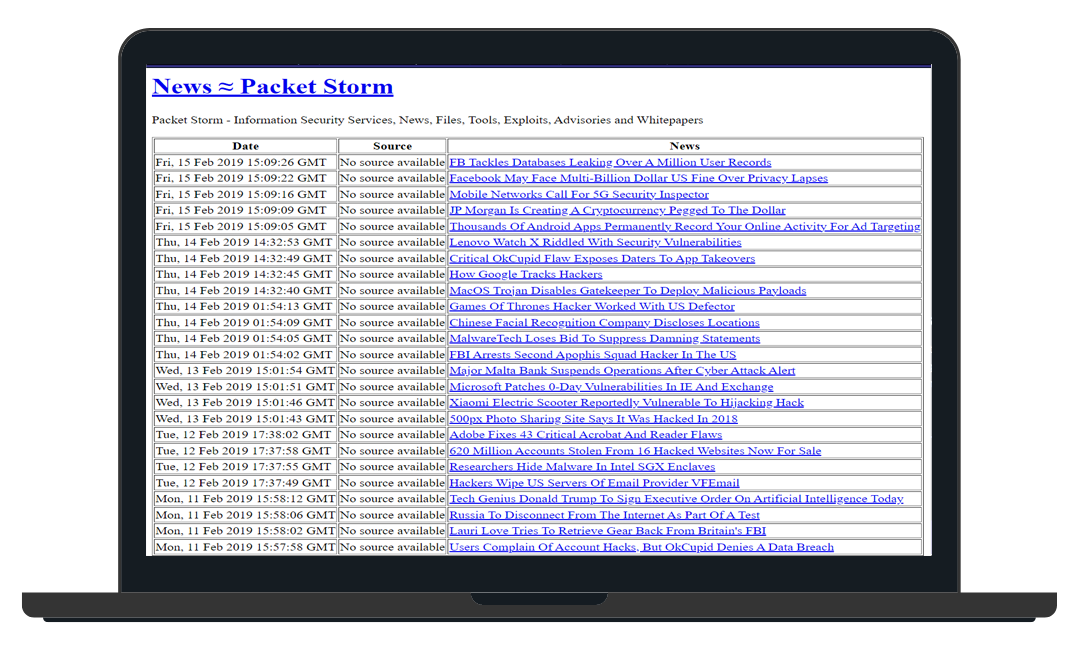 News ≈ Packet Storm
Packet Storm - Information Security Services, News, Files, Tools, Exploits, Advisories and Whitepapers
Date Source News
Fri, 15 Feb 2019 15:09:26 GMT No source available FB Tackles Databases Leaking Over A Million User Records
Fri, 15 Feb 2019 15:09:22 GMT No source available Facebook May Face Multi-Billion Dollar US Fine Over Privacy Lapses
Fri, 15 Feb 2019 15:09:16 GMT No source available Mobile Networks Call For 5G Security Inspector
Fri, 15 Feb 2019 15:09:09 GMT No source available JP Morgan Is Creating A Cryptocurrency Pegged To The Dollar
Fri, 15 Feb 2019 15:09:05 GMT No source available Thousands Of Android Apps Permanently Record Your Online Activity For Ad Targeting
Thu, 14 Feb 2019 14:32:53 GMT No source available Lenovo Watch X Riddled With Security Vulnerabilities
Thu, 14 Feb 2019 14:32:49 GMT No source available Critical OkCupid Flaw Exposes Daters To App Takeovers
Thu, 14 Feb 2019 14:32:45 GMT No source available How Google Tracks Hackers
Thu, 14 Feb 2019 14:32:40 GMT No source available MacOS Trojan Disables Gatekeeper To Deploy Malicious Payloads
Thu, 14 Feb 2019 01:54:13 GMT No source available Games Of Thrones Hacker Worked With US Defector
Thu, 14 Feb 2019 01:54:09 GMT No source available Chinese Facial Recognition Company Discloses Locations
Thu, 14 Feb 2019 01:54:05 GMT No source available MalwareTech Loses Bid To Suppress Damning Statements
Thu, 14 Feb 2019 01:54:02 GMT No source available FBI Arrests Second Apophis Squad Hacker In The US
Wed, 13 Feb 2019 15:01:54 GMT No source available Major Malta Bank Suspends Operations After Cyber Attack Alert
Wed, 13 Feb 2019 15:01:51 GMT No source available Microsoft Patches 0-Day Vulnerabilities In IE And Exchange
Wed, 13 Feb 2019 15:01:46 GMT No source available Xiaomi Electric Scooter Reportedly Vulnerable To Hijacking Hack
Wed, 13 Feb 2019 15:01:43 GMT No source available 500px Photo Sharing Site Says It Was Hacked In 2018
Tue, 12 Feb 2019 17:38:02 GMT No source available Adobe Fixes 43 Critical Acrobat And Reader Flaws
Tue, 12 Feb 2019 17:37:58 GMT No source available 620 Million Accounts Stolen From 16 Hacked Websites Now For Sale
Tue, 12 Feb 2019 17:37:55 GMT No source available Researchers Hide Malware In Intel SGX Enclaves
Tue, 12 Feb 2019 17:37:49 GMT No source available Hackers Wipe US Servers Of Email Provider VFEmail
Mon, 11 Feb 2019 15:58:12 GMT No source available Tech Genius Donald Trump To Sign Executive Order On Artificial Intelligence Today
Mon, 11 Feb 2019 15:58:06 GMT No source available Russia To Disconnect From The Internet As Part Of A Test
Mon, 11 Feb 2019 15:58:02 GMT No source available Lauri Love Tries To Retrieve Gear Back From Britain's FBI
Mon, 11 Feb 2019 15:57:58 GMT No source available Users Complain Of Account Hacks, But OkCupid Denies A Data Breach